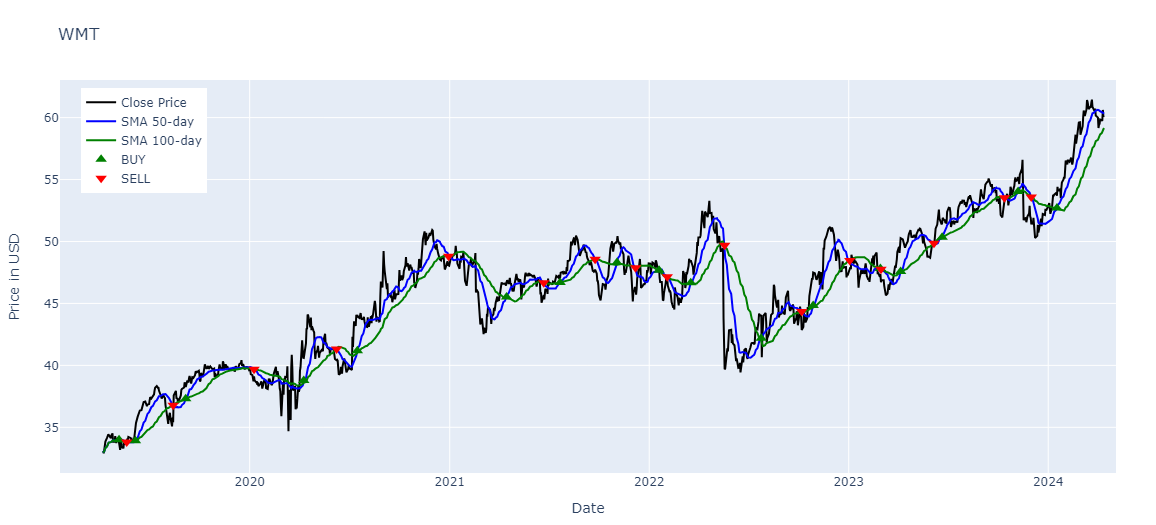 WMT
Close Price
SMA 50-day
SMA 100-day
BUY
SELL
Price in USD
60
55
50
45
40
35
2020
2021
2022
2023
2024
Date